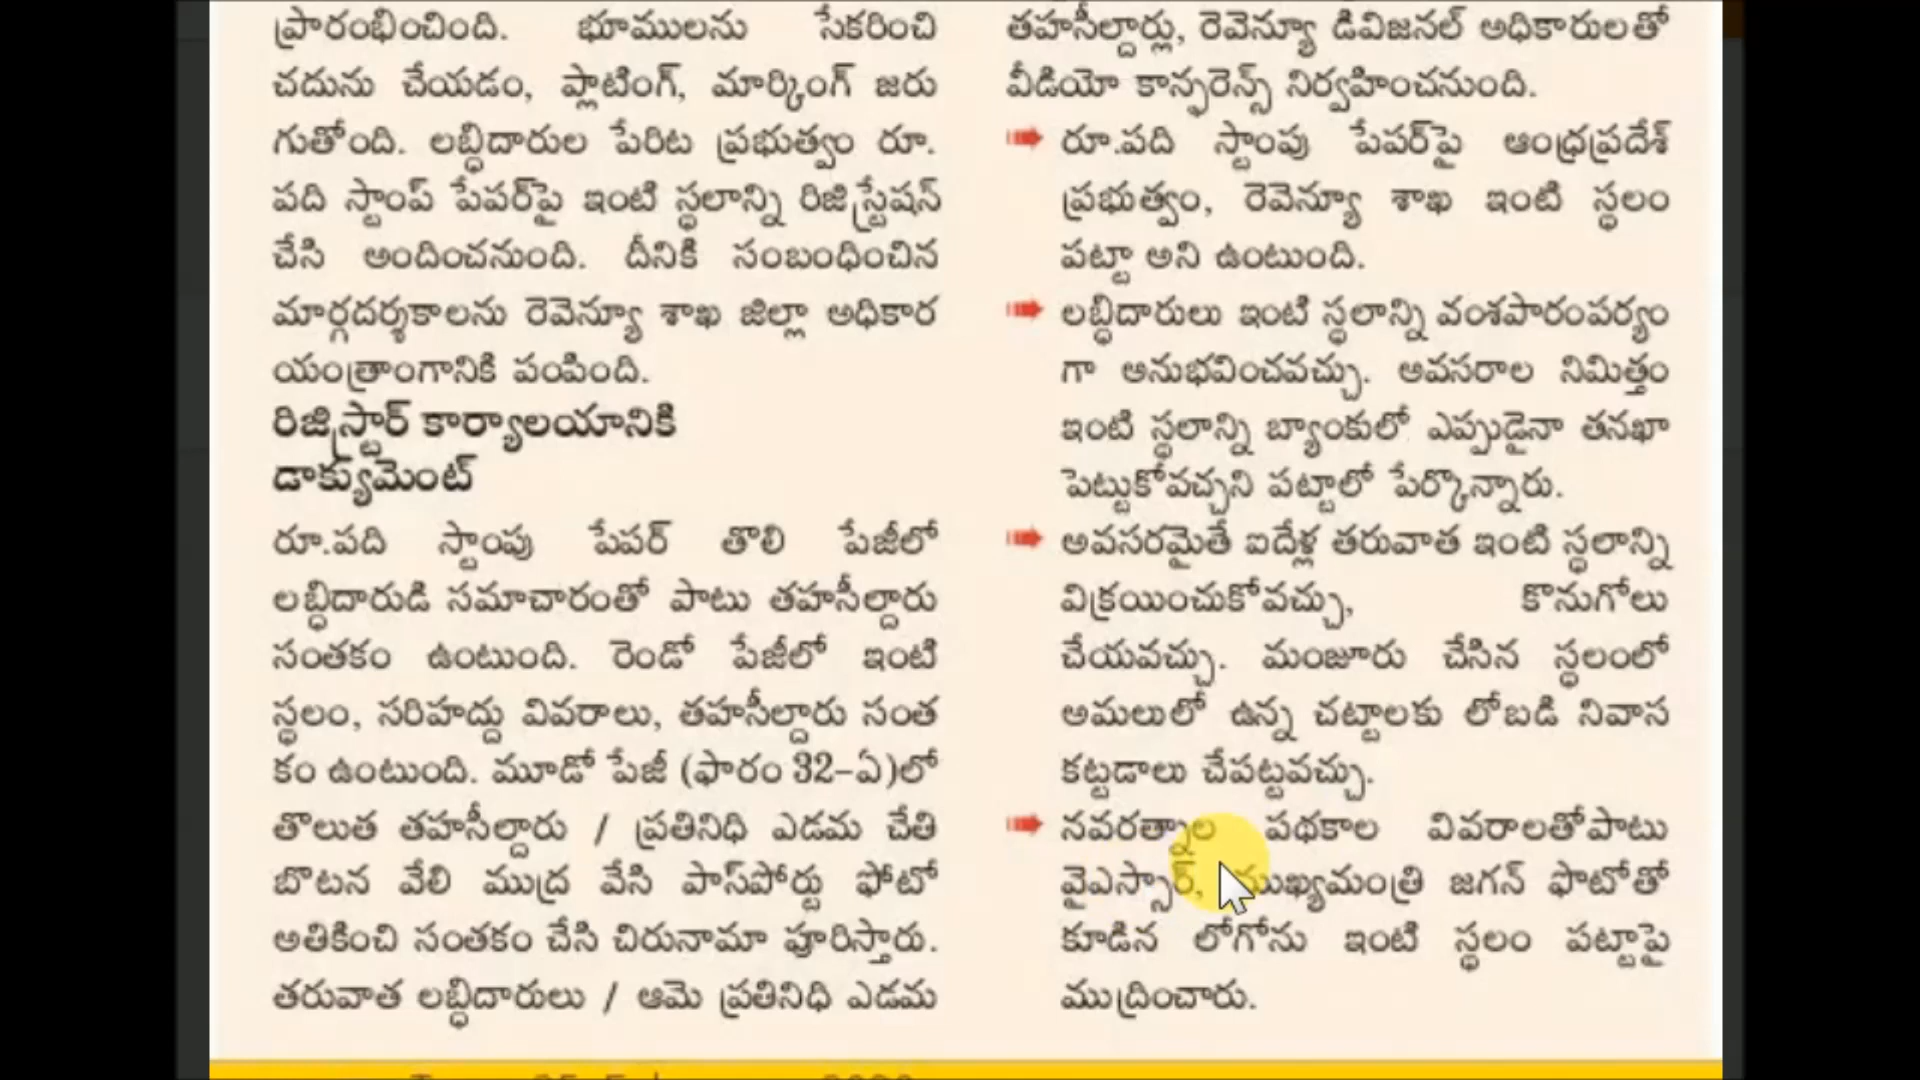 ప్రారంభించింది. భూములను సేకరించి
చదును చేయడం, ప్లాటింగ్, మార్కింగ్ జరు
గుతోంది. లబ్ధిదారుల పేరిట ప్రభుత్వం రూ.
పది స్టాంప్ పేపర్‌పై ఇంటి స్థలాన్ని రిజిస్ట్రేషన్
చేసి అందించనుంది. దీనికి సంబంధించిన
మార్గదర్శకాలను రెవెన్యూ శాఖ జిల్లా అధికార
యంత్రాంగానికి పంపింది.
రిజిస్ట్రార్ కార్యాలయానికి
డాక్యుమెంట్
రూ.పది స్టాంపు పేపర్ తొలి పేజీలో
లబ్ధిదారుడి సమాచారంతో పాటు తహసీల్దారు
సంతకం ఉంటుంది. రెండో పేజీలో ఇంటి
స్థలం, సరిహద్దు వివరాలు, తహసీల్దారు సంత
కం ఉంటుంది. మూడో పేజీ (ఫారం 32-ఏ)లో
తొలుత తహసీల్దారు / ప్రతినిధి ఎడమ చేతి
బొటన వేలి ముద్ర వేసి పాస్‌పోర్టు ఫోటో
అతికించి సంతకం చేసి చిరునామా పూరిస్తారు.
తరువాత లబ్ధిదారులు / ఆమె ప్రతినిధి ఎడమ
తహసీల్దార్లు, రెవెన్యూ డివిజనల్ అధికారులతో
వీడియో కాన్ఫరెన్స్ నిర్వహించనుంది.
రూ.పది స్టాంపు పేపర్‌పై ఆంధ్రప్రదేశ్
ప్రభుత్వం, రెవెన్యూ శాఖ ఇంటి స్థలం
పట్టా అని ఉంటుంది.
లబ్ధిదారులు ఇంటి స్థలాన్ని వంశపారంపర్యం
గా అనుభవించవచ్చు. అవసరాల నిమిత్తం
ఇంటి స్థలాన్ని బ్యాంకులో ఎప్పుడైనా తనఖా
పెట్టుకోవచ్చని పట్టాలో పేర్కొన్నారు.
అవసరమైతే ఐదేళ్ల తరువాత ఇంటి స్థలాన్ని
విక్రయించుకోవచ్చు, కొనుగోలు
చేయవచ్చు. మంజూరు చేసిన స్థలంలో
అమలులో ఉన్న చట్టాలకు లోబడి నివాస
కట్టడాలు చేపట్టవచ్చు.
నవరత్నాల పథకాల వివరాలతోపాటు
వైఎస్సార్, ముఖ్యమంత్రి జగన్ ఫొటోతో
కూడిన లోగోను ఇంటి స్థలం పట్టాపై
ముద్రించారు.